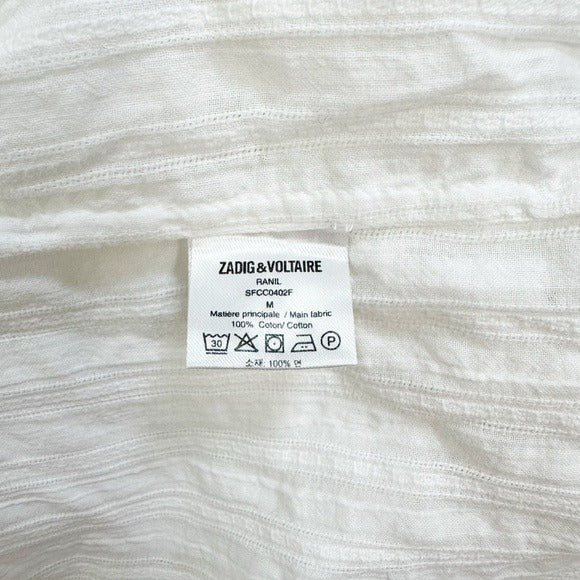 ZADIG&VOLTAIRE
RANIL
SFCC0402F
M
Matière principale / Main fabric
100% Coton/ Cotton
30 P
소재: 100% 면